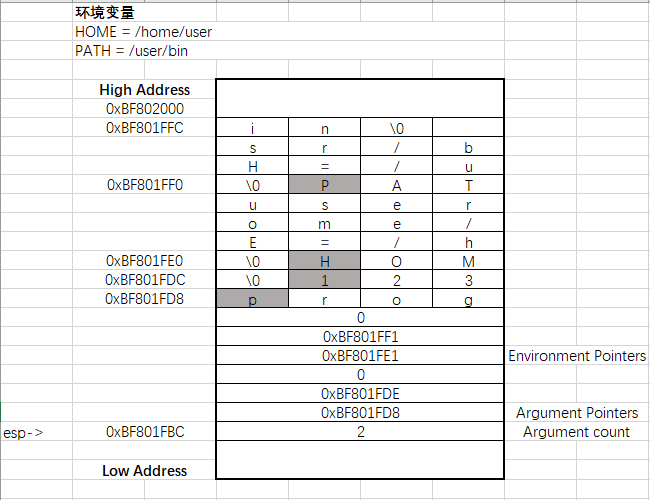 环境变量
HOME = /home/user
PATH = /user/bin
High Address
0xBF802000
0xBF801FFC i n \0
s r / b
H = / u
0xBF801FF0 \0 P A T
u s e r
o m e /
E = / h
0xBF801FE0 \0 H O M
0xBF801FDC \0 1 2 3
0xBF801FD8 p r o g
0
0xBF801FF1
0xBF801FE1 Environment Pointers
0
0xBF801FDE
0xBF801FD8 Argument Pointers
esp-> 0xBF801FBC 2 Argument count
Low Address